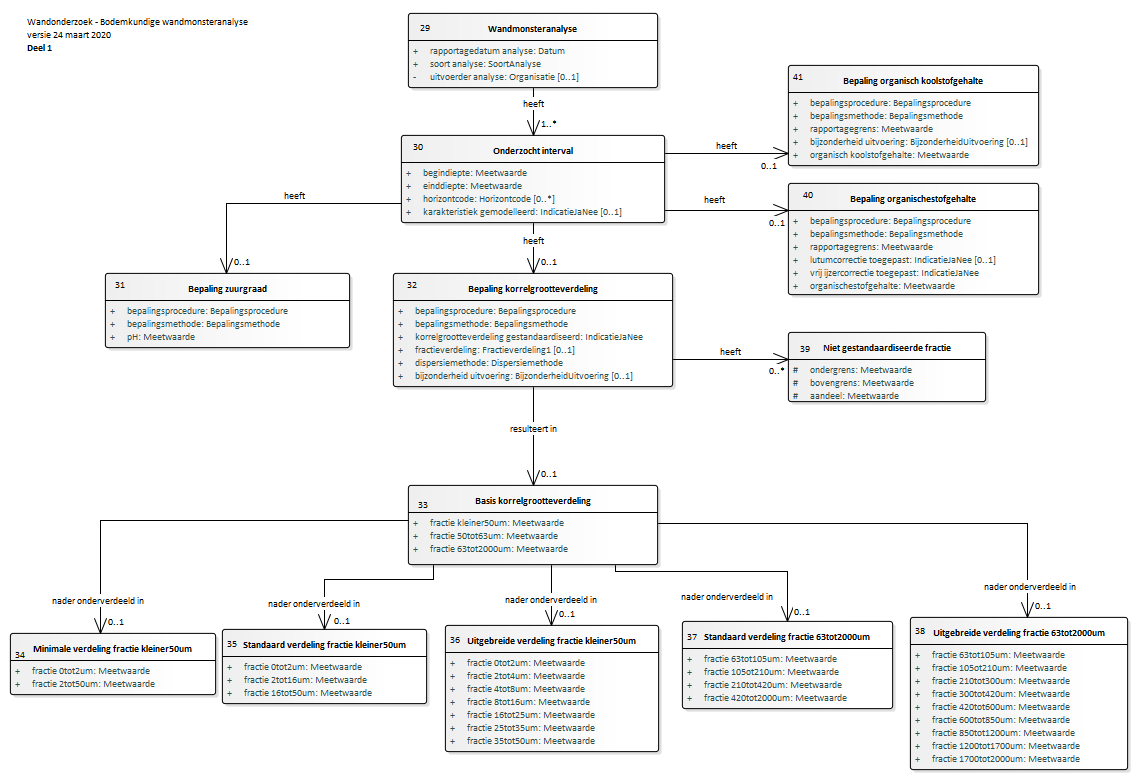 Wandonderzoek - Bodemkundige wandmonsteranalyse
versie 24 maart 2020
Deel 1
29 Wandmonsteranalyse
+ rapportagedatum analyse: Datum
+ soort analyse: SoortAnalyse
- uitvoerder analyse: Organisatie [0..1]
heeft
1..*
30 Onderzocht interval
+ begindiepte: Meetwaarde
+ einddiepte: Meetwaarde
+ horizontcode: Horizontcode [0..*]
+ karakteristiek gemodelleerd: IndicatieJaNee [0..1]
heeft
0..1
41 Bepaling organisch koolstofgehalte
+ bepalingsprocedure: Bepalingsprocedure
+ bepalingsmethode: Bepalingsmethode
+ rapportagegrens: Meetwaarde
+ bijzonderheid uitvoering: BijzonderheidUitvoering [0..1]
+ organisch koolstofgehalte: Meetwaarde
heeft
0..1
40 Bepaling organischestofgehalte
+ bepalingsprocedure: Bepalingsprocedure
+ bepalingsmethode: Bepalingsmethode
+ rapportagegrens: Meetwaarde
+ lutumcorrectie toegepast: IndicatieJaNee [0..1]
+ vrij ijzercorrectie toegepast: IndicatieJaNee
+ organischestofgehalte: Meetwaarde
heeft
0..1
31 Bepaling zuurgraad
+ bepalingsprocedure: Bepalingsprocedure
+ bepalingsmethode: Bepalingsmethode
+ pH: Meetwaarde
heeft
0..1
32 Bepaling korrelgrootteverdeling
+ bepalingsprocedure: Bepalingsprocedure
+ bepalingsmethode: Bepalingsmethode
+ korrelgrootteverdeling gestandaardiseerd: IndicatieJaNee
+ fractieverdeling: Fractieverdeling1 [0..1]
+ dispersiemethode: Dispersiemethode
+ bijzonderheid uitvoering: BijzonderheidUitvoering [0..1]
heeft
0..*
39 Niet gestandaardiseerde fractie
# ondergrens: Meetwaarde
# bovengrens: Meetwaarde
# aandeel: Meetwaarde
resulteert in
0..1
33 Basis korrelgrootteverdeling
+ fractie kleiner50um: Meetwaarde
+ fractie 50tot63um: Meetwaarde
+ fractie 63tot2000um: Meetwaarde
nader onderverdeeld in
0..1
34 Minimale verdeling fractie kleiner50um
+ fractie 0tot2um: Meetwaarde
+ fractie 2tot50um: Meetwaarde
nader onderverdeeld in
0..1
35 Standaard verdeling fractie kleiner50um
+ fractie 0tot2um: Meetwaarde
+ fractie 2tot16um: Meetwaarde
+ fractie 16tot50um: Meetwaarde
nader onderverdeeld in
0..1
36 Uitgebreide verdeling fractie kleiner50um
+ fractie 0tot2um: Meetwaarde
+ fractie 2tot4um: Meetwaarde
+ fractie 4tot8um: Meetwaarde
+ fractie 8tot16um: Meetwaarde
+ fractie 16tot25um: Meetwaarde
+ fractie 25tot35um: Meetwaarde
+ fractie 35tot50um: Meetwaarde
nader onderverdeeld in
0..1
37 Standaard verdeling fractie 63tot2000um
+ fractie 63tot105um: Meetwaarde
+ fractie 105ot210um: Meetwaarde
+ fractie 210tot420um: Meetwaarde
+ fractie 420tot2000um: Meetwaarde
nader onderverdeeld in
0..1
38 Uitgebreide verdeling fractie 63tot2000um
+ fractie 63tot105um: Meetwaarde
+ fractie 105ot210um: Meetwaarde
+ fractie 210tot300um: Meetwaarde
+ fractie 300tot420um: Meetwaarde
+ fractie 420tot600um: Meetwaarde
+ fractie 600tot850um: Meetwaarde
+ fractie 850tot1200um: Meetwaarde
+ fractie 1200tot1700um: Meetwaarde
+ fractie 1700tot2000um: Meetwaarde